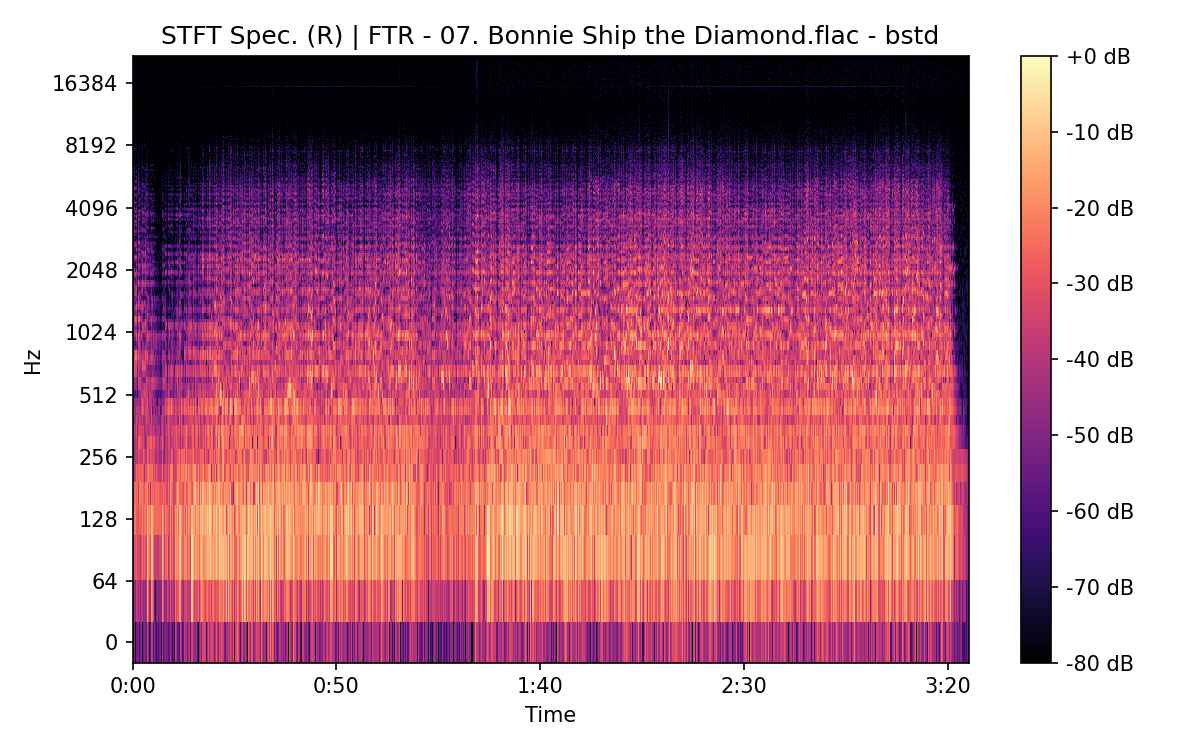 STFT Spec. (R) | FTR - 07. Bonnie Ship the Diamond.flac - bstd
Hz
16384
8192
4096
2048
1024
512
256
128
64
0
0:00
0:50
1:40
2:30
3:20
Time
+0 dB
-10 dB
-20 dB
-30 dB
-40 dB
-50 dB
-60 dB
-70 dB
-80 dB